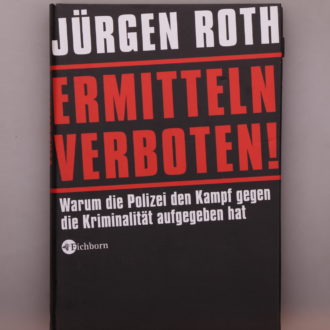 JÜRGEN ROTH
ERMITTELN
VERBOTEN!
Warum die Polizei den Kampf gegen
die Kriminalität aufgegeben hat
Eichborn